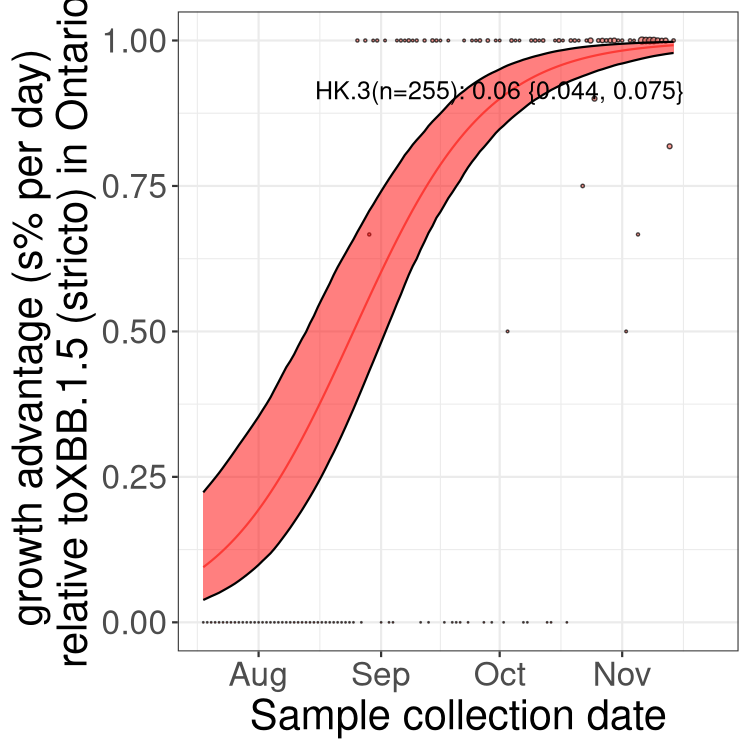 growth advantage (s% per day)
relative toXBB.1.5 (stricto) in Ontario
1.00
0.75
0.50
0.25
0.00
HK.3(n=255): 0.06 {0.044, 0.075}
Aug Sep Oct Nov
Sample collection date